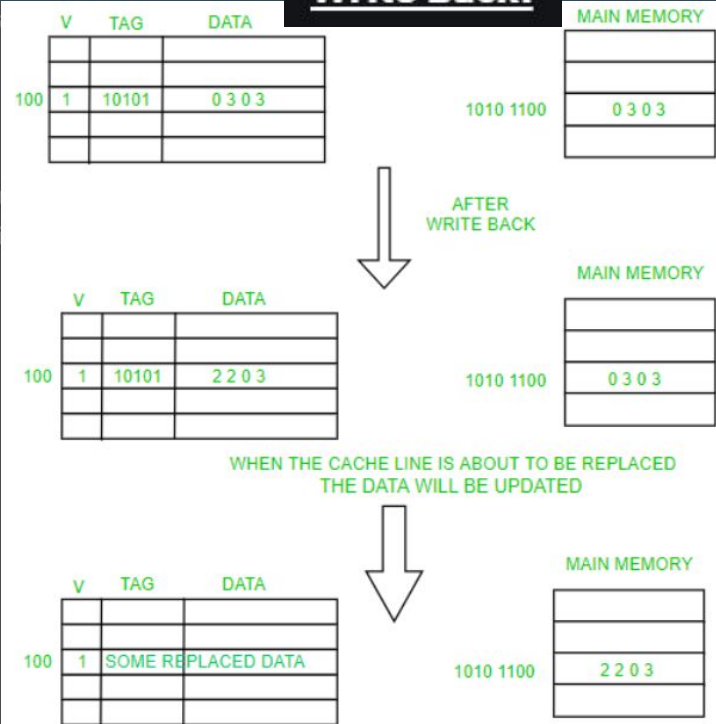 Write Back:
V TAG DATA MAIN MEMORY
100 1 10101 0 3 0 3 1010 1100 0 3 0 3
AFTER
WRITE BACK
V TAG DATA MAIN MEMORY
100 1 10101 2 2 0 3 1010 1100 0 3 0 3
WHEN THE CACHE LINE IS ABOUT TO BE REPLACED
THE DATA WILL BE UPDATED
V TAG DATA MAIN MEMORY
100 1 SOME REPLACED DATA 1010 1100 2 2 0 3